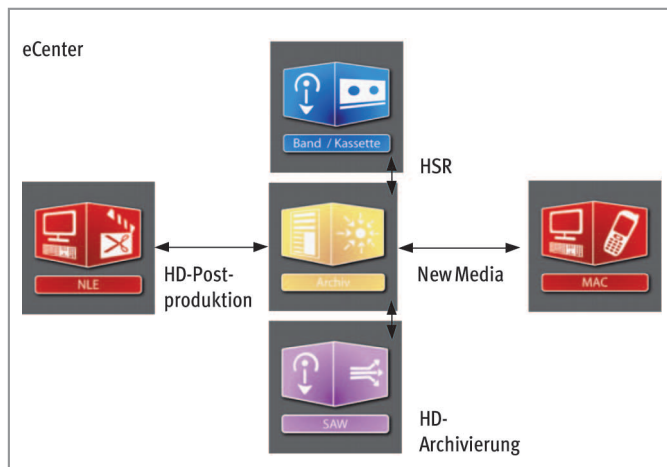 eCenter
Band / Kassette
HSR
NLE
HD-Post-
produktion
Archiv
New Media
MAC
SAW
HD-
Archivierung